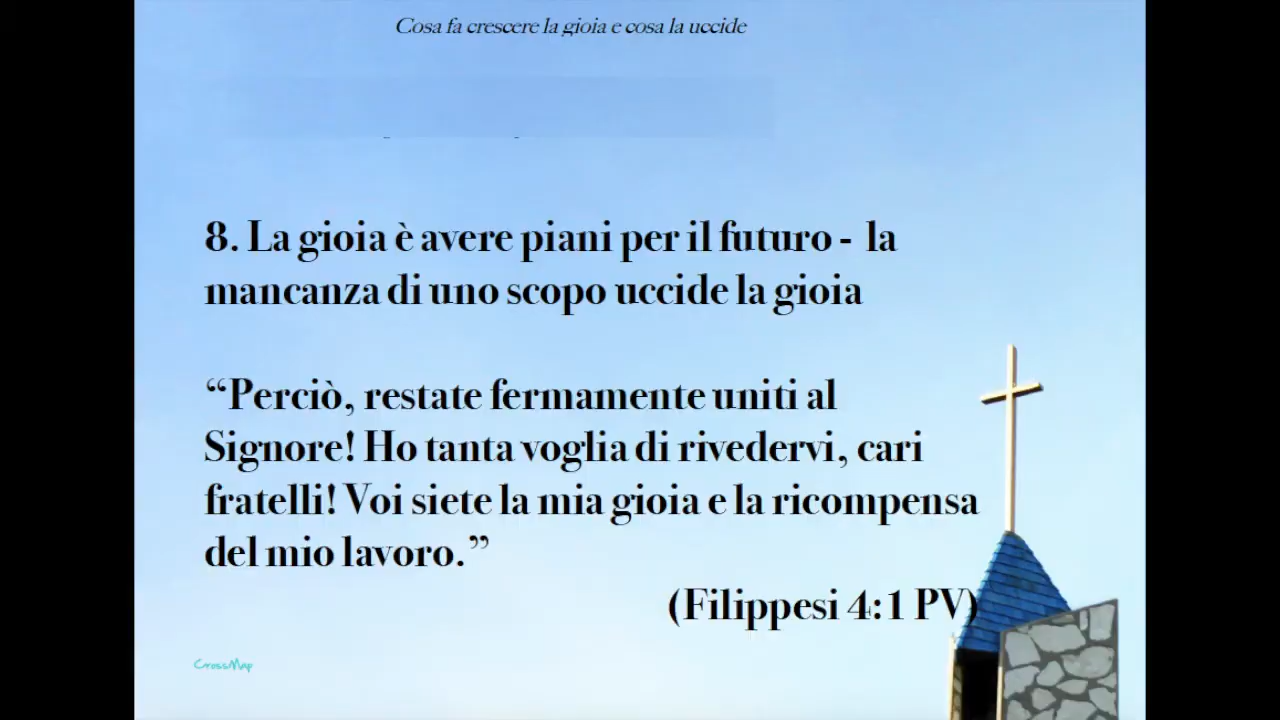 Cosa fa crescere la gioia e cosa la uccide
8. La gioia è avere piani per il futuro - la
mancanza di uno scopo uccide la gioia
“Perciò, restate fermamente uniti al
Signore! Ho tanta voglia di rivedervi, cari
fratelli! Voi siete la mia gioia e la ricompensa
del mio lavoro.”
(Filippesi 4:1 PV)
CrossMap